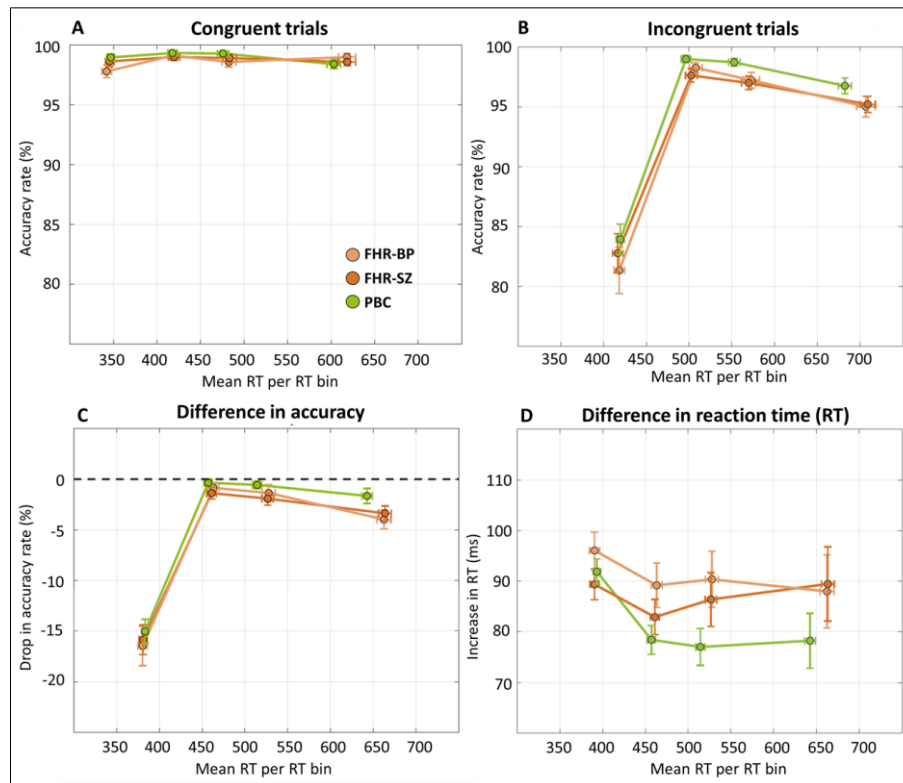 A Congruent trials
100
95
90
85
80
Accuracy rate (%)
350 400 450 500 550 600 650 700
Mean RT per RT bin
FHR-BP
FHR-SZ
PBC
B Incongruent trials
100
95
90
85
80
Accuracy rate (%)
350 400 450 500 550 600 650 700
Mean RT per RT bin
C Difference in accuracy
0
-5
-10
-15
-20
Drop in accuracy rate (%)
350 400 450 500 550 600 650 700
Mean RT per RT bin
D Difference in reaction time (RT)
110
100
90
80
70
Increase in RT (ms)
350 400 450 500 550 600 650 700
Mean RT per RT bin